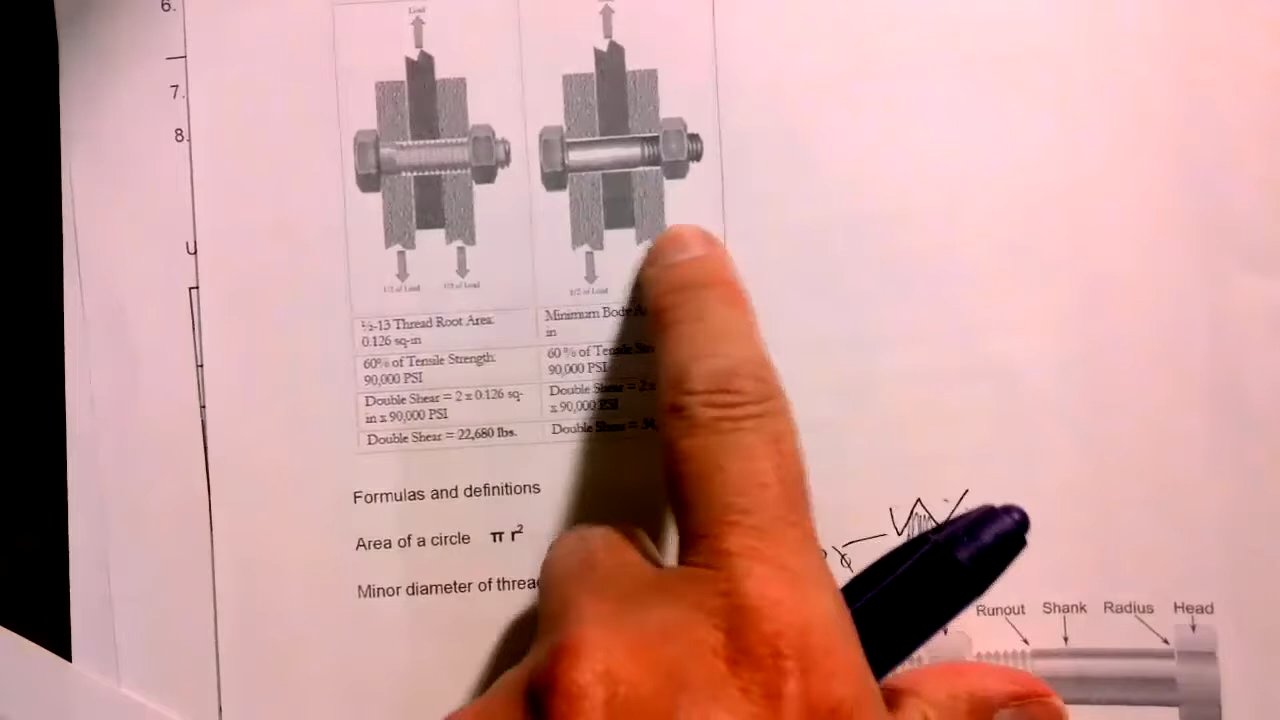 6.
7.
8.
U
Load
1/2 of Load
1/2 of Load
1/2 of Load
½-13 Thread Root Area:
0.126 sq-in
Minimum Body
in
60% of Tensile Strength:
90,000 PSI
60 % of Tensile
90,000 PSI
Double Shear = 2 x 0.126 sq-
in x 90,000 PSI
Double Shear = 2 x
x 90,000 PSI
Double Shear = 22,680 lbs.
Double Shear = 34,
Formulas and definitions
Area of a circle π r²
Minor diameter of
Runout Shank Radius Head